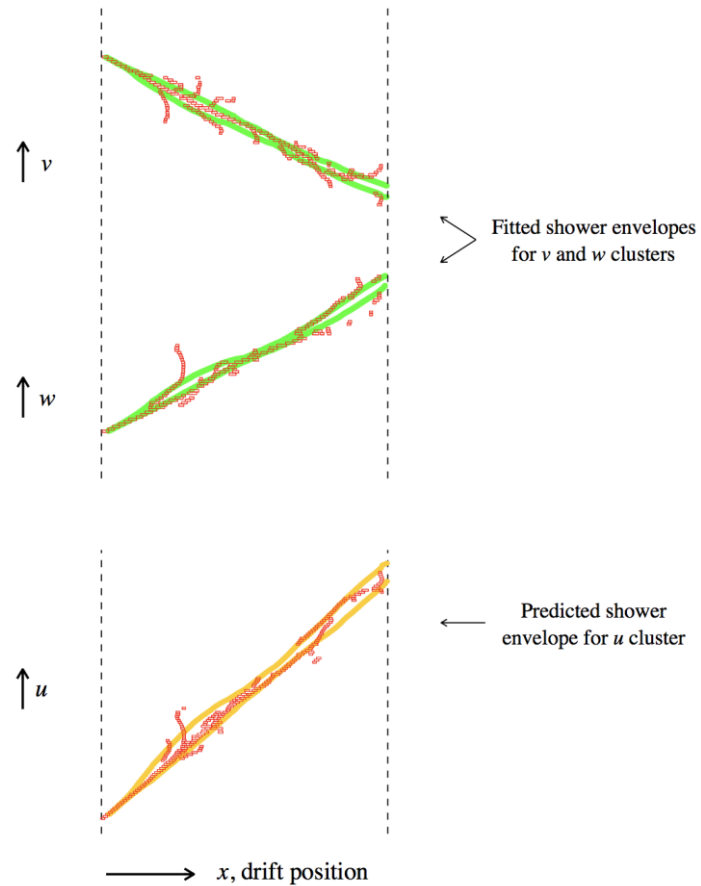 v
Fitted shower envelopes
for v and w clusters
w
Predicted shower
envelope for u cluster
u
x, drift position